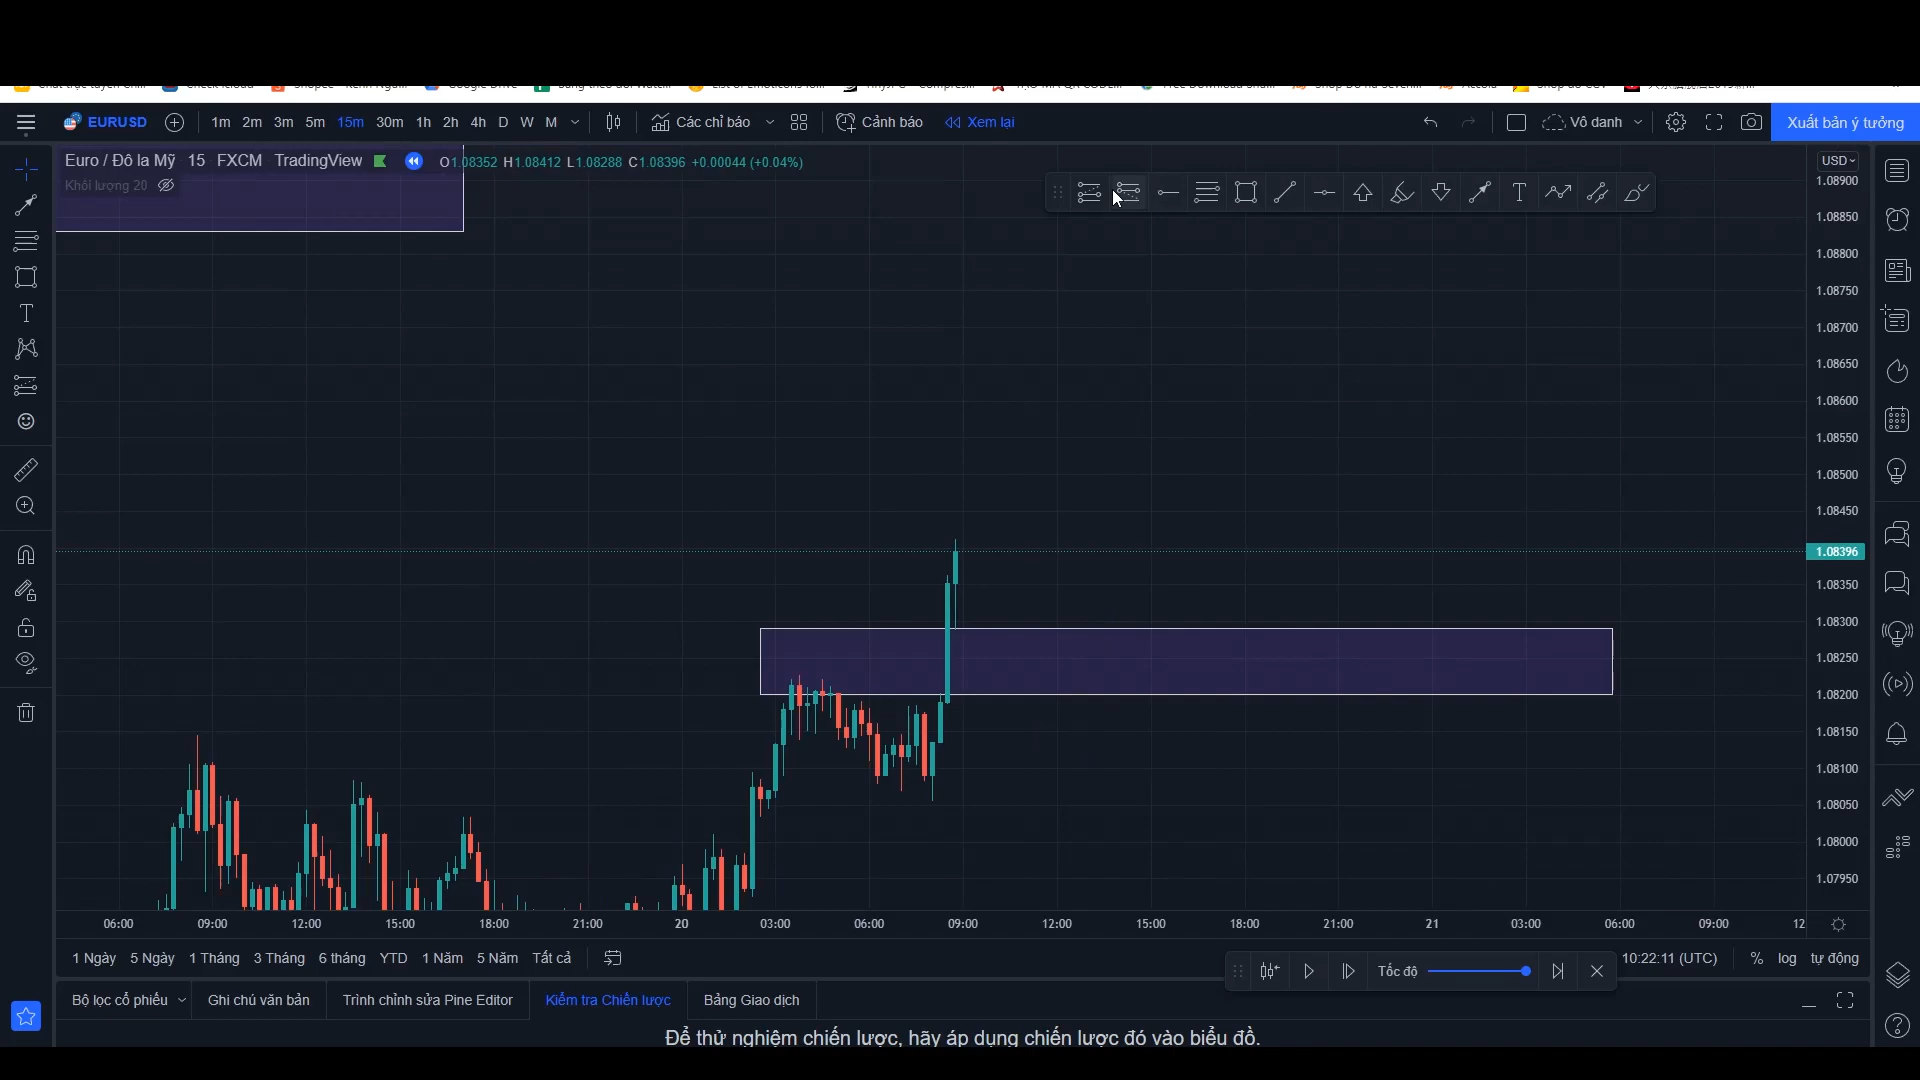 EURUSD 1m 2m 3m 5m 15m 30m 1h 2h 4h D W M Các chỉ báo Cảnh báo Xem lại Vô danh Xuất bản ý tưởng
Euro / Đô la Mỹ 15 FXCM TradingView O1.08352 H1.08412 L1.08288 C1.08396 +0.00044 (+0.04%)
Khối lượng 20
USD
1.08900
1.08850
1.08800
1.08750
1.08700
1.08650
1.08600
1.08550
1.08500
1.08450
1.08396
1.08350
1.08300
1.08250
1.08200
1.08150
1.08100
1.08050
1.08000
1.07950
06:00 09:00 12:00 15:00 18:00 21:00 20 03:00 06:00 09:00 12:00 15:00 18:00 21:00 21 03:00 06:00 09:00 12
1 Ngày 5 Ngày 1 Tháng 3 Tháng 6 tháng YTD 1 Năm 5 Năm Tất cả 10:22:11 (UTC) % log tự động
Tốc độ
Bộ lọc cổ phiếu Ghi chú văn bản Trình chỉnh sửa Pine Editor Kiểm tra Chiến lược Bảng Giao dịch
Để thử nghiệm chiến lược, hãy áp dụng chiến lược đó vào biểu đồ.